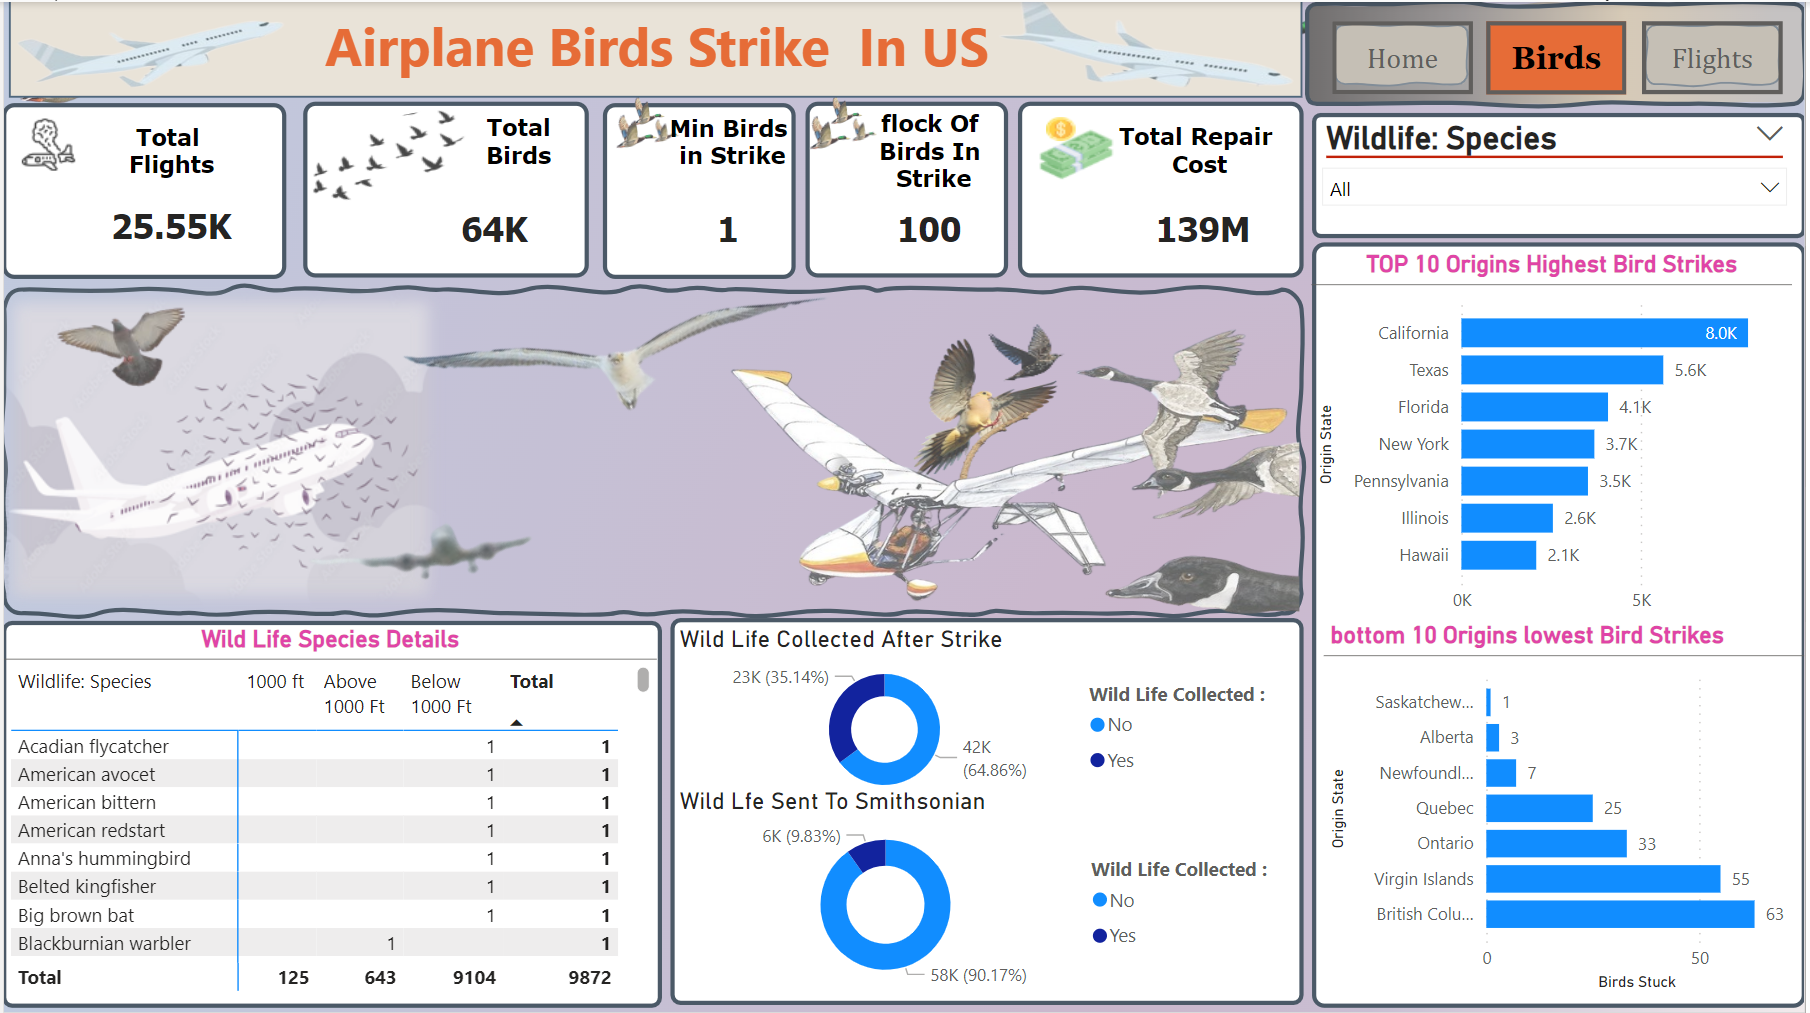 Airplane Birds Strike In US
Home
Birds
Flights
Total
Flights
25.55K
Total
Birds
64K
Min Birds
in Strike
1
flock Of
Birds In
Strike
100
Total Repair
Cost
139M
Wildlife: Species
All
TOP 10 Origins Highest Bird Strikes
Origin State
California 8.0K
Texas 5.6K
Florida 4.1K
New York 3.7K
Pennsylvania 3.5K
Illinois 2.6K
Hawaii 2.1K
0K 5K
bottom 10 Origins lowest Bird Strikes
Origin State
Saskatchew... 1
Alberta 3
Newfoundl... 7
Quebec 25
Ontario 33
Virgin Islands 55
British Colu... 63
0 50
Birds Stuck
Wild Life Species Details
Wildlife: Species 1000 ft Above 1000 Ft Below 1000 Ft Total
Acadian flycatcher 1 1
American avocet 1 1
American bittern 1 1
American redstart 1 1
Anna's hummingbird 1 1
Belted kingfisher 1 1
Big brown bat 1 1
Blackburnian warbler 1 1
Total 125 643 9104 9872
Wild Life Collected After Strike
23K (35.14%)
42K
(64.86%)
Wild Life Collected :
No
Yes
Wild Lfe Sent To Smithsonian
6K (9.83%)
58K (90.17%)
Wild Life Collected :
No
Yes